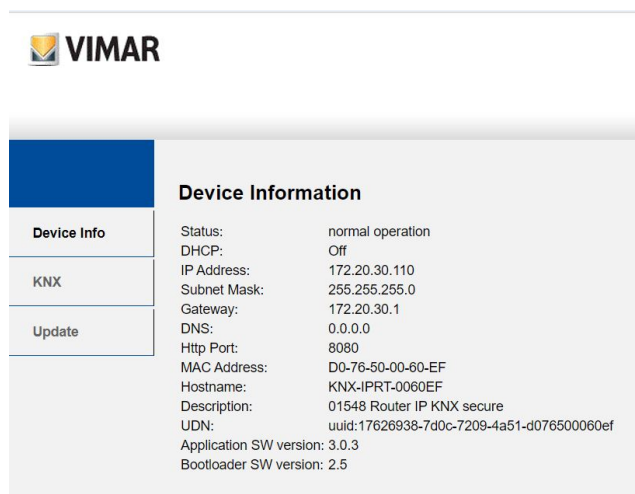 VIMAR
Device Information
Device Info
KNX
Update
Status: normal operation
DHCP: Off
IP Address: 172.20.30.110
Subnet Mask: 255.255.255.0
Gateway: 172.20.30.1
DNS: 0.0.0.0
Http Port: 8080
MAC Address: D0-76-50-00-60-EF
Hostname: KNX-IPRT-0060EF
Description: 01548 Router IP KNX secure
UDN: uuid:17626938-7d0c-7209-4a51-d076500060ef
Application SW version: 3.0.3
Bootloader SW version: 2.5